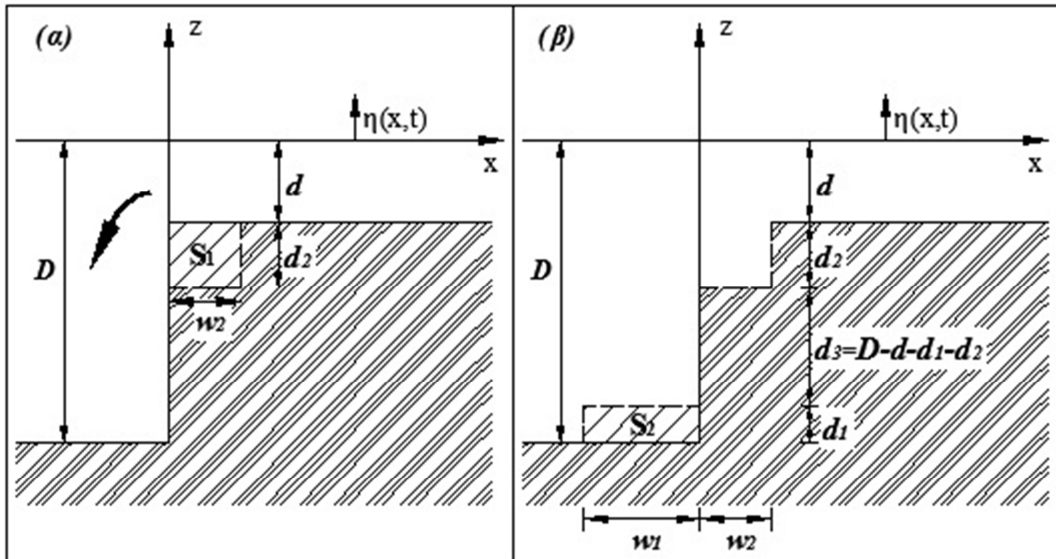 (α)
z
η(x,t)
x
d
D
S1
d2
w2
(β)
z
η(x,t)
x
d
D
d2
d3=D-d-d1-d2
S2
d1
w1
w2